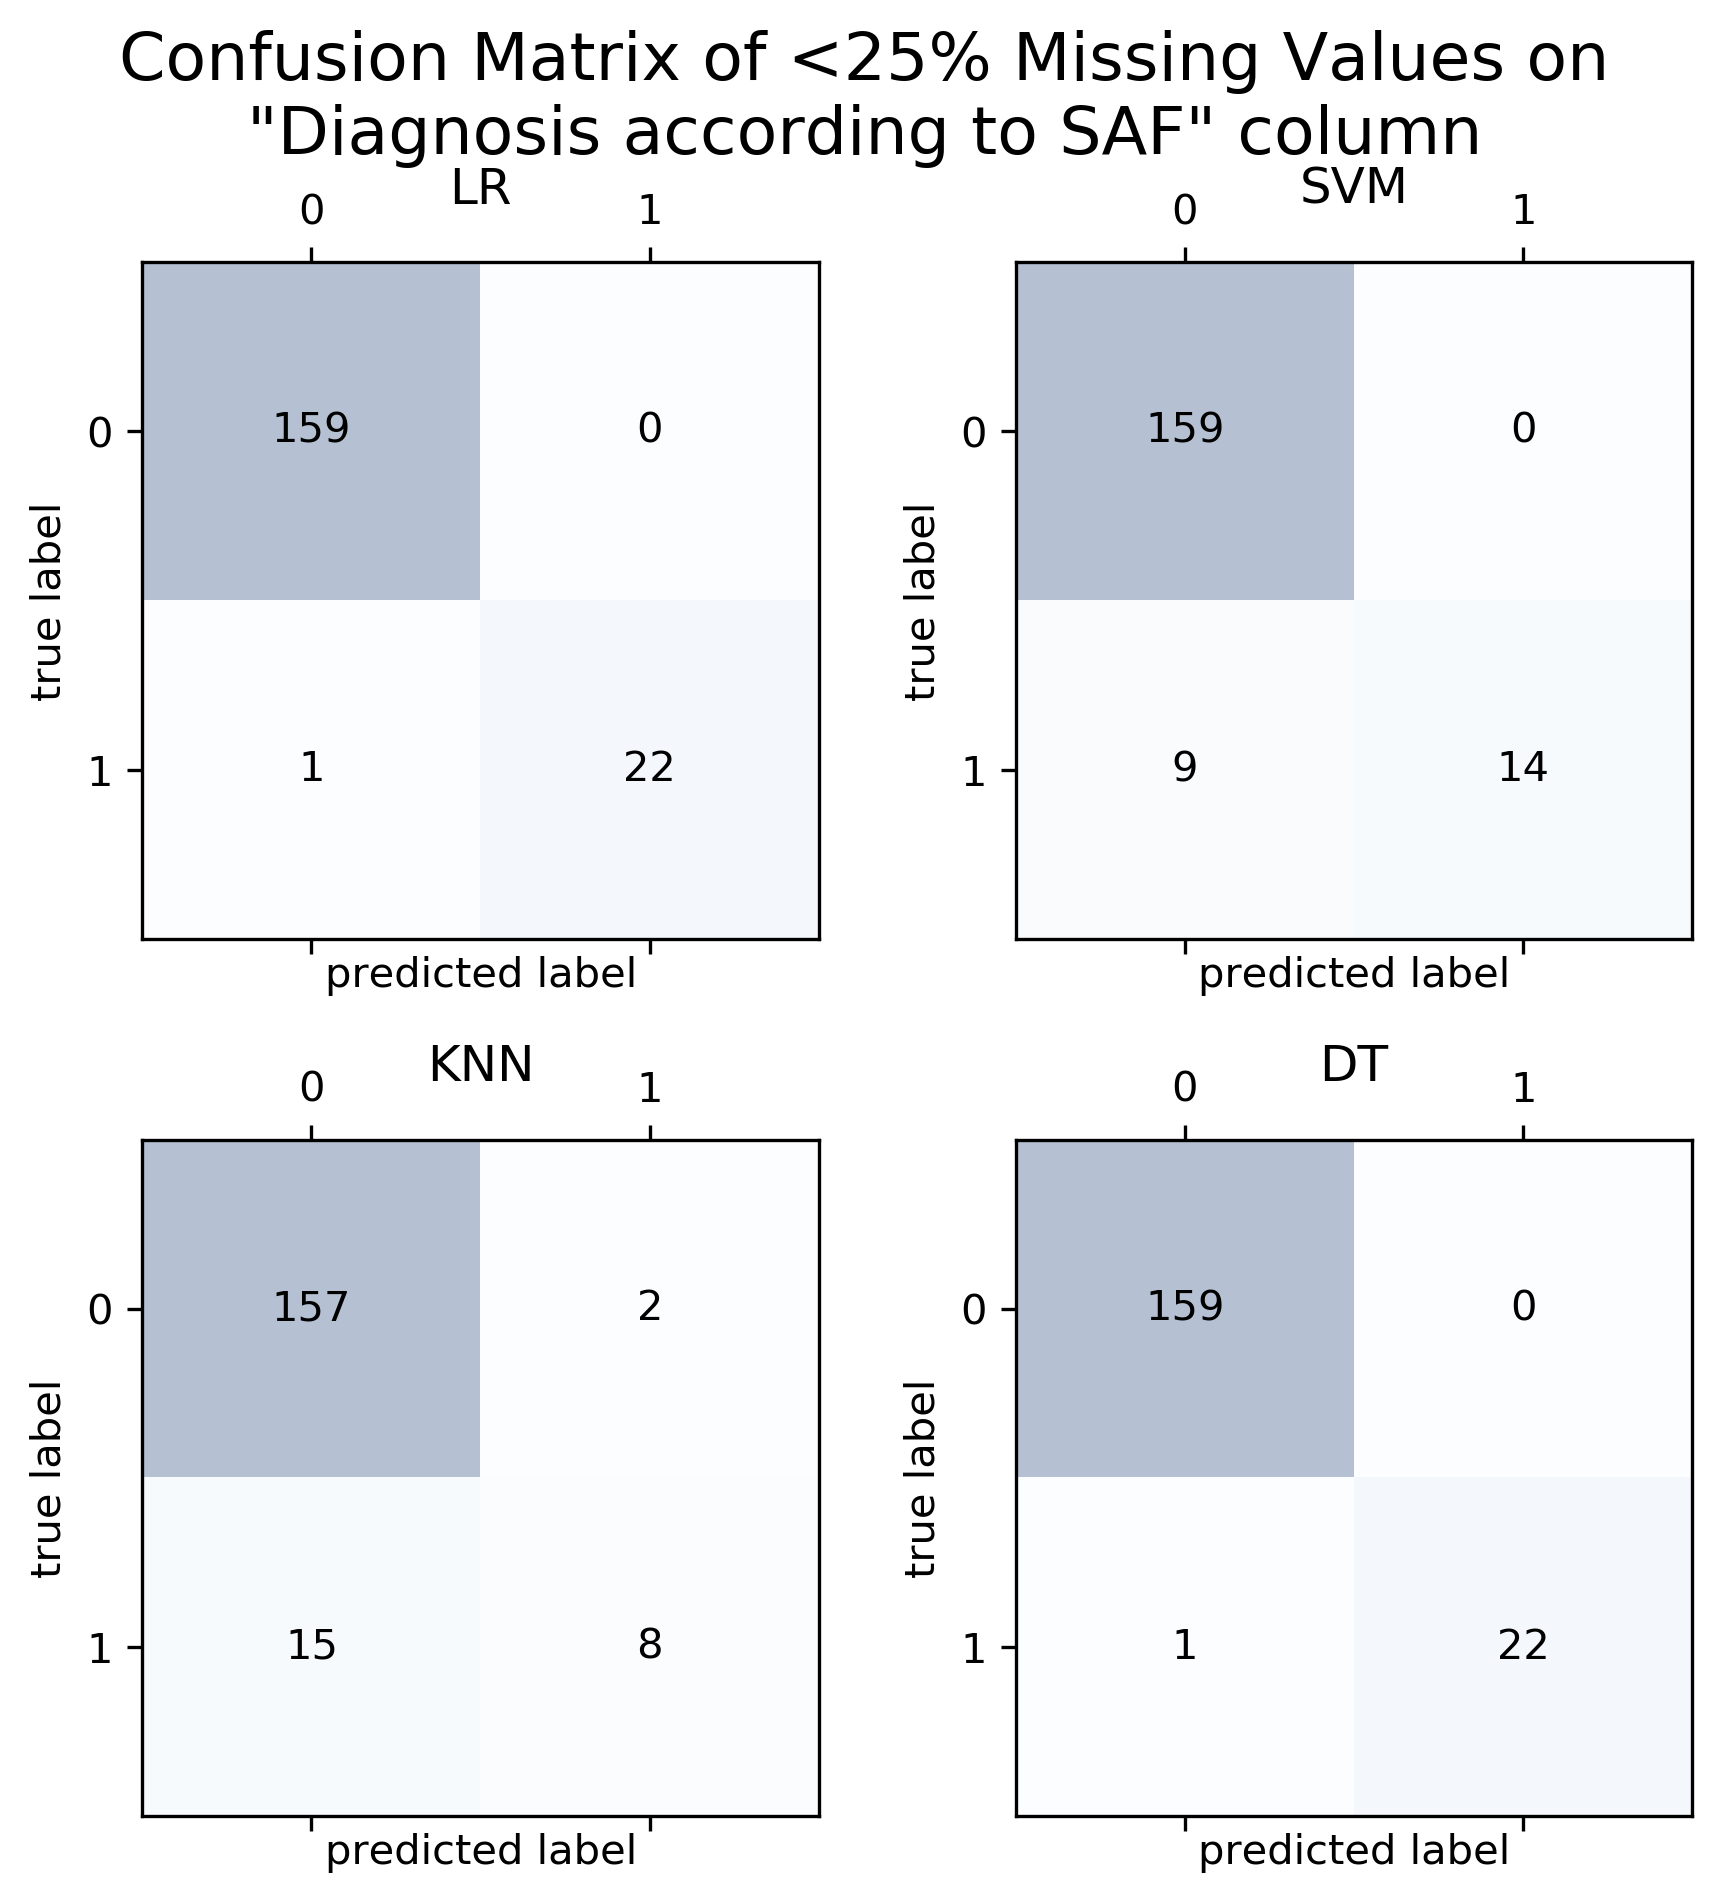 Confusion Matrix of <25% Missing Values on
"Diagnosis according to SAF" column
LR
0 1
true label
0 159 0
1 1 22
predicted label
SVM
0 1
true label
0 159 0
1 9 14
predicted label
KNN
0 1
true label
0 157 2
1 15 8
predicted label
DT
0 1
true label
0 159 0
1 1 22
predicted label